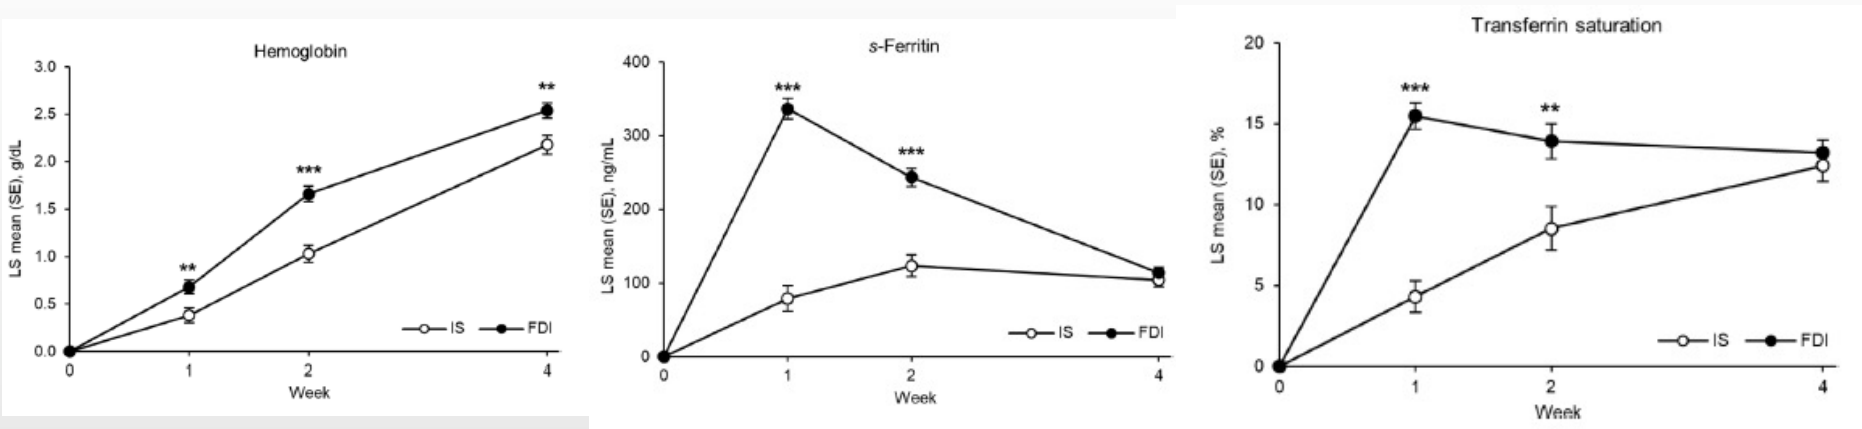 Hemoglobin
3.0
2.5
2.0
1.5
1.0
0.5
0.0
LS mean (SE), g/dL
**
***
**
IS FDI
0 1 2 4
Week
s-Ferritin
400
300
200
100
0
LS mean (SE), ng/mL
***
***
IS FDI
0 1 2 4
Week
Transferrin saturation
20
15
10
5
0
LS mean (SE), %
***
**
IS FDI
0 1 2 4
Week